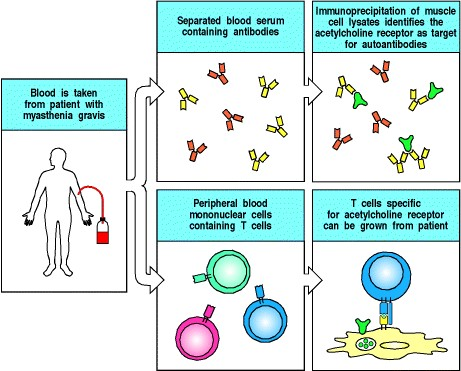 Blood is taken
from patient with
myasthenia gravis
Separated blood serum
containing antibodies
Immunoprecipitation of muscle
cell lysates identifies the
acetylcholine receptor as target
for autoantibodies
Peripheral blood
mononuclear cells
containing T cells
T cells specific
for acetylcholine receptor
can be grown from patient